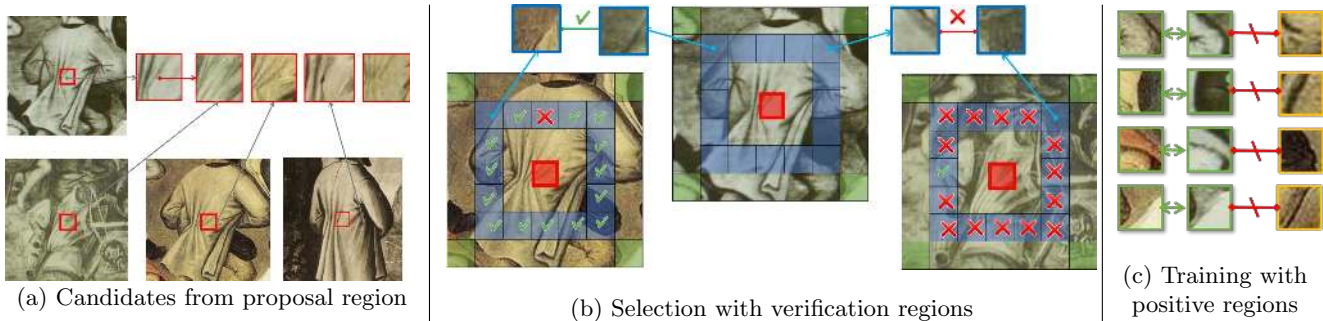 (a) Candidates from proposal region
(b) Selection with verification regions
(c) Training with
positive regions